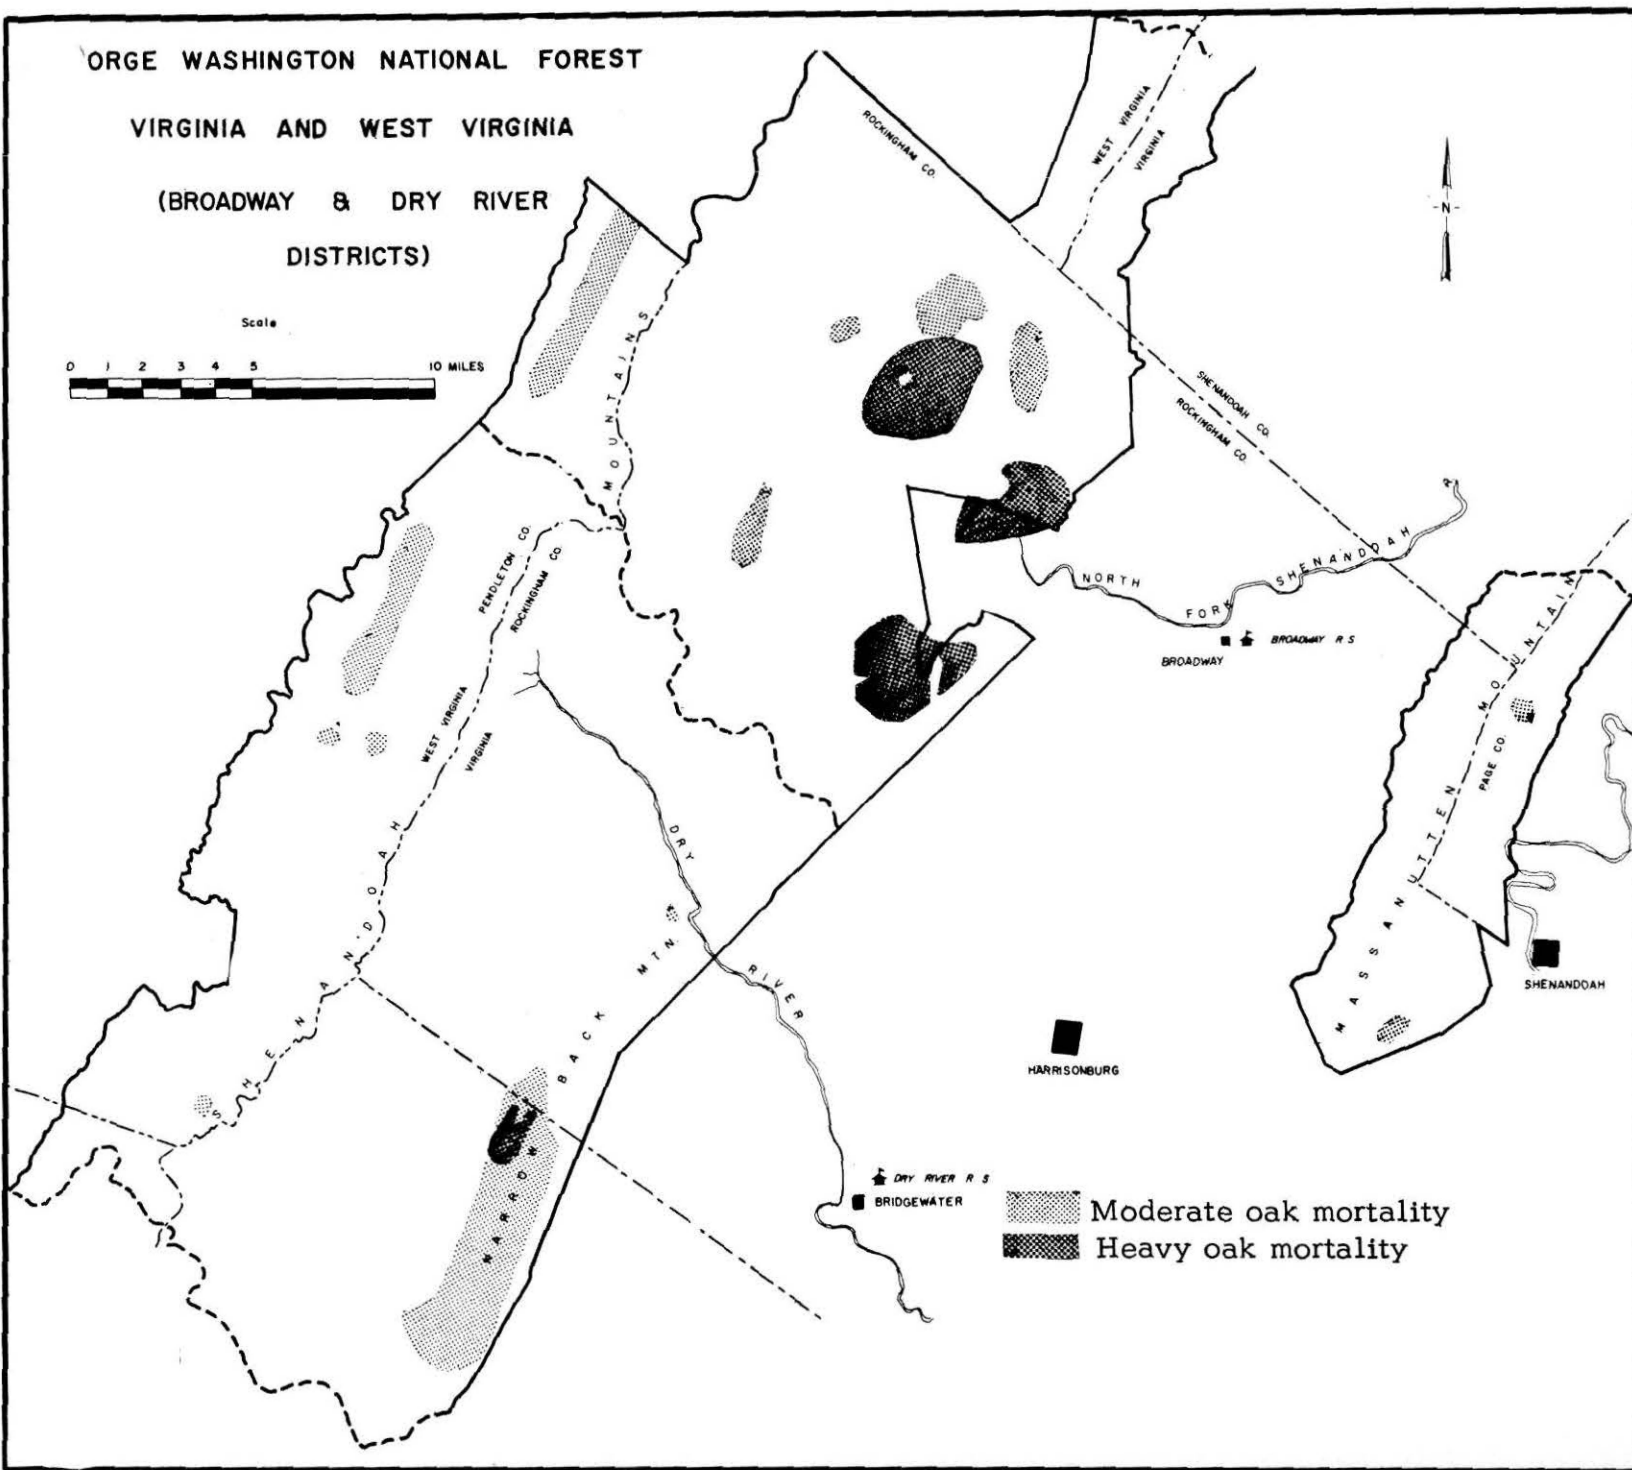 ORGE WASHINGTON NATIONAL FOREST
VIRGINIA AND WEST VIRGINIA
(BROADWAY & DRY RIVER
DISTRICTS)
Scale
0 1 2 3 4 5 10 MILES
ROCKINGHAM CO.
WEST VIRGINIA
VIRGINIA
-N-
SHENANDOAH CO.
ROCKINGHAM CO.
PENDLETON CO.
ROCKINGHAM CO.
WEST VIRGINIA
VIRGINIA
SHENANDOAH MOUNTAINS
NORTH FORK SHENANDOAH R
BROADWAY R S
BROADWAY
MASSANUTTEN MOUNTAIN
PAGE CO.
SHENANDOAH
DRY RIVER
HARRISONBURG
MARROW BACK MTN.
DRY RIVER R S
BRIDGEWATER
Moderate oak mortality
Heavy oak mortality